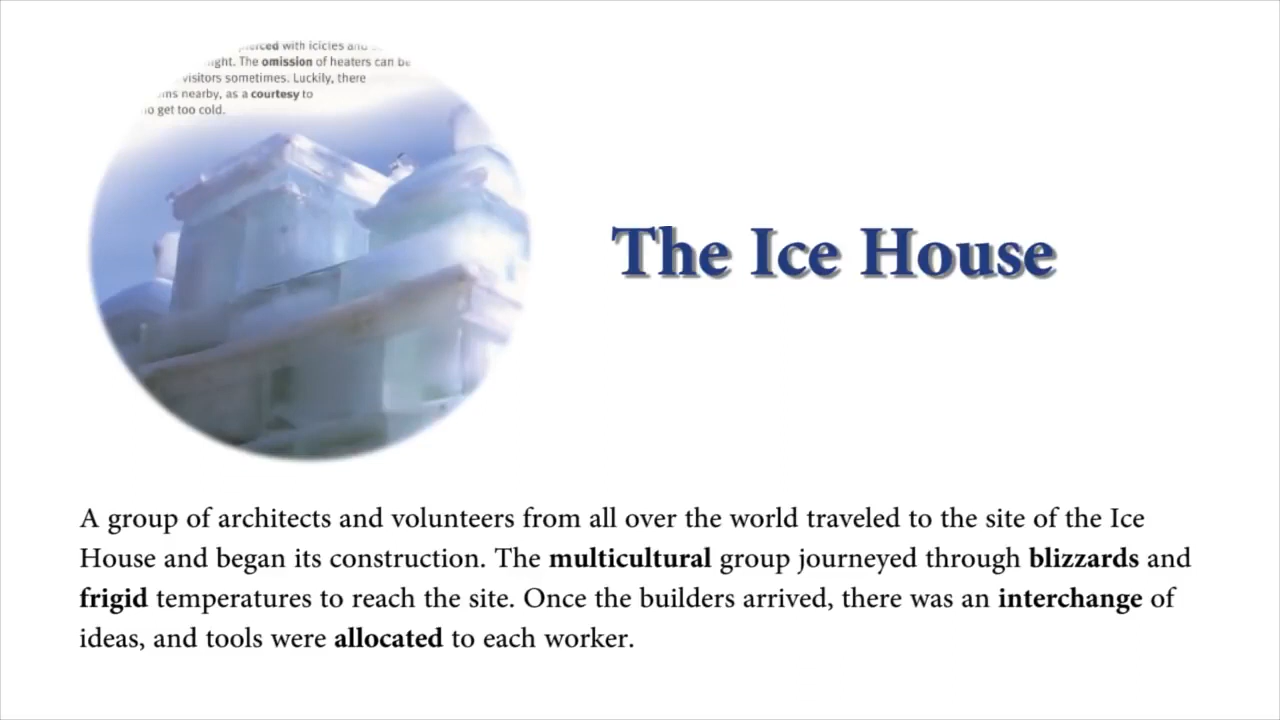 with icicles and
The omission of heaters can be
visitors sometimes. Luckily, there
nearby, as a courtesy to
get too cold.
The Ice House
A group of architects and volunteers from all over the world traveled to the site of the Ice
House and began its construction. The multicultural group journeyed through blizzards and
frigid temperatures to reach the site. Once the builders arrived, there was an interchange of
ideas, and tools were allocated to each worker.